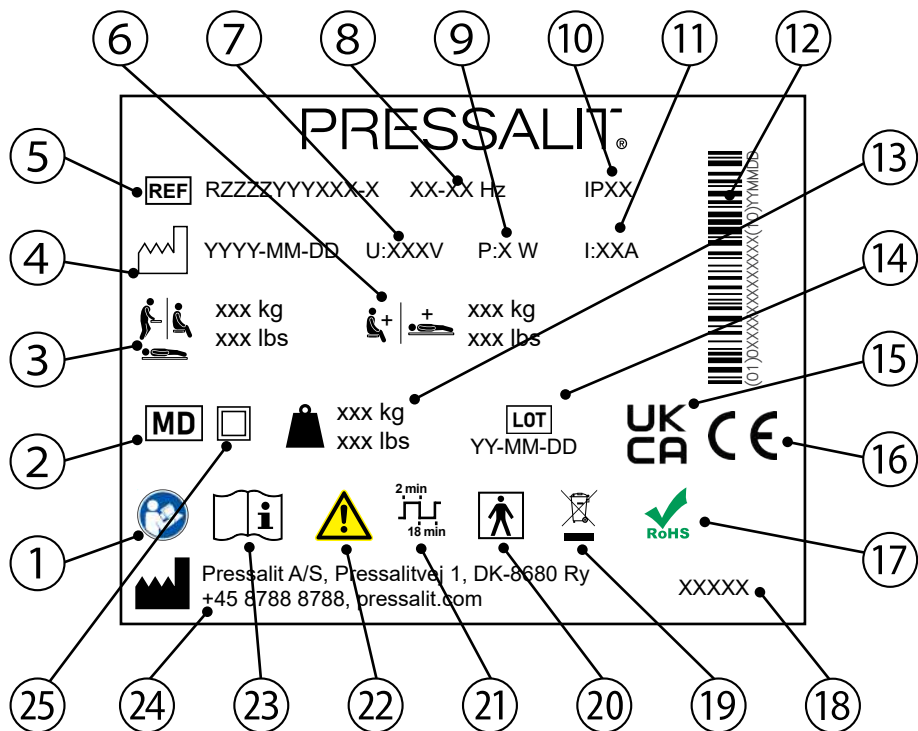 6 7 8 9 10 11 12
PRESSALIT®
5 REF RZZZZYYYXXX-X XX-XX Hz IPXX 13
4 YYYY-MM-DD U:XXXV P:X W I:XXA 14
3 xxx kg xxx kg
xxx lbs xxx lbs
(01)0XXXXXXXXXXXXX(10)YYMMDD
15
2 MD xxx kg LOT UK CA CE 16
xxx lbs YY-MM-DD
1 2 min
18 min
RoHS 17
Pressalit A/S, Pressalitvej 1, DK-8680 Ry
+45 8788 8788, pressalit.com
XXXXX
25 24 23 22 21 20 19 18